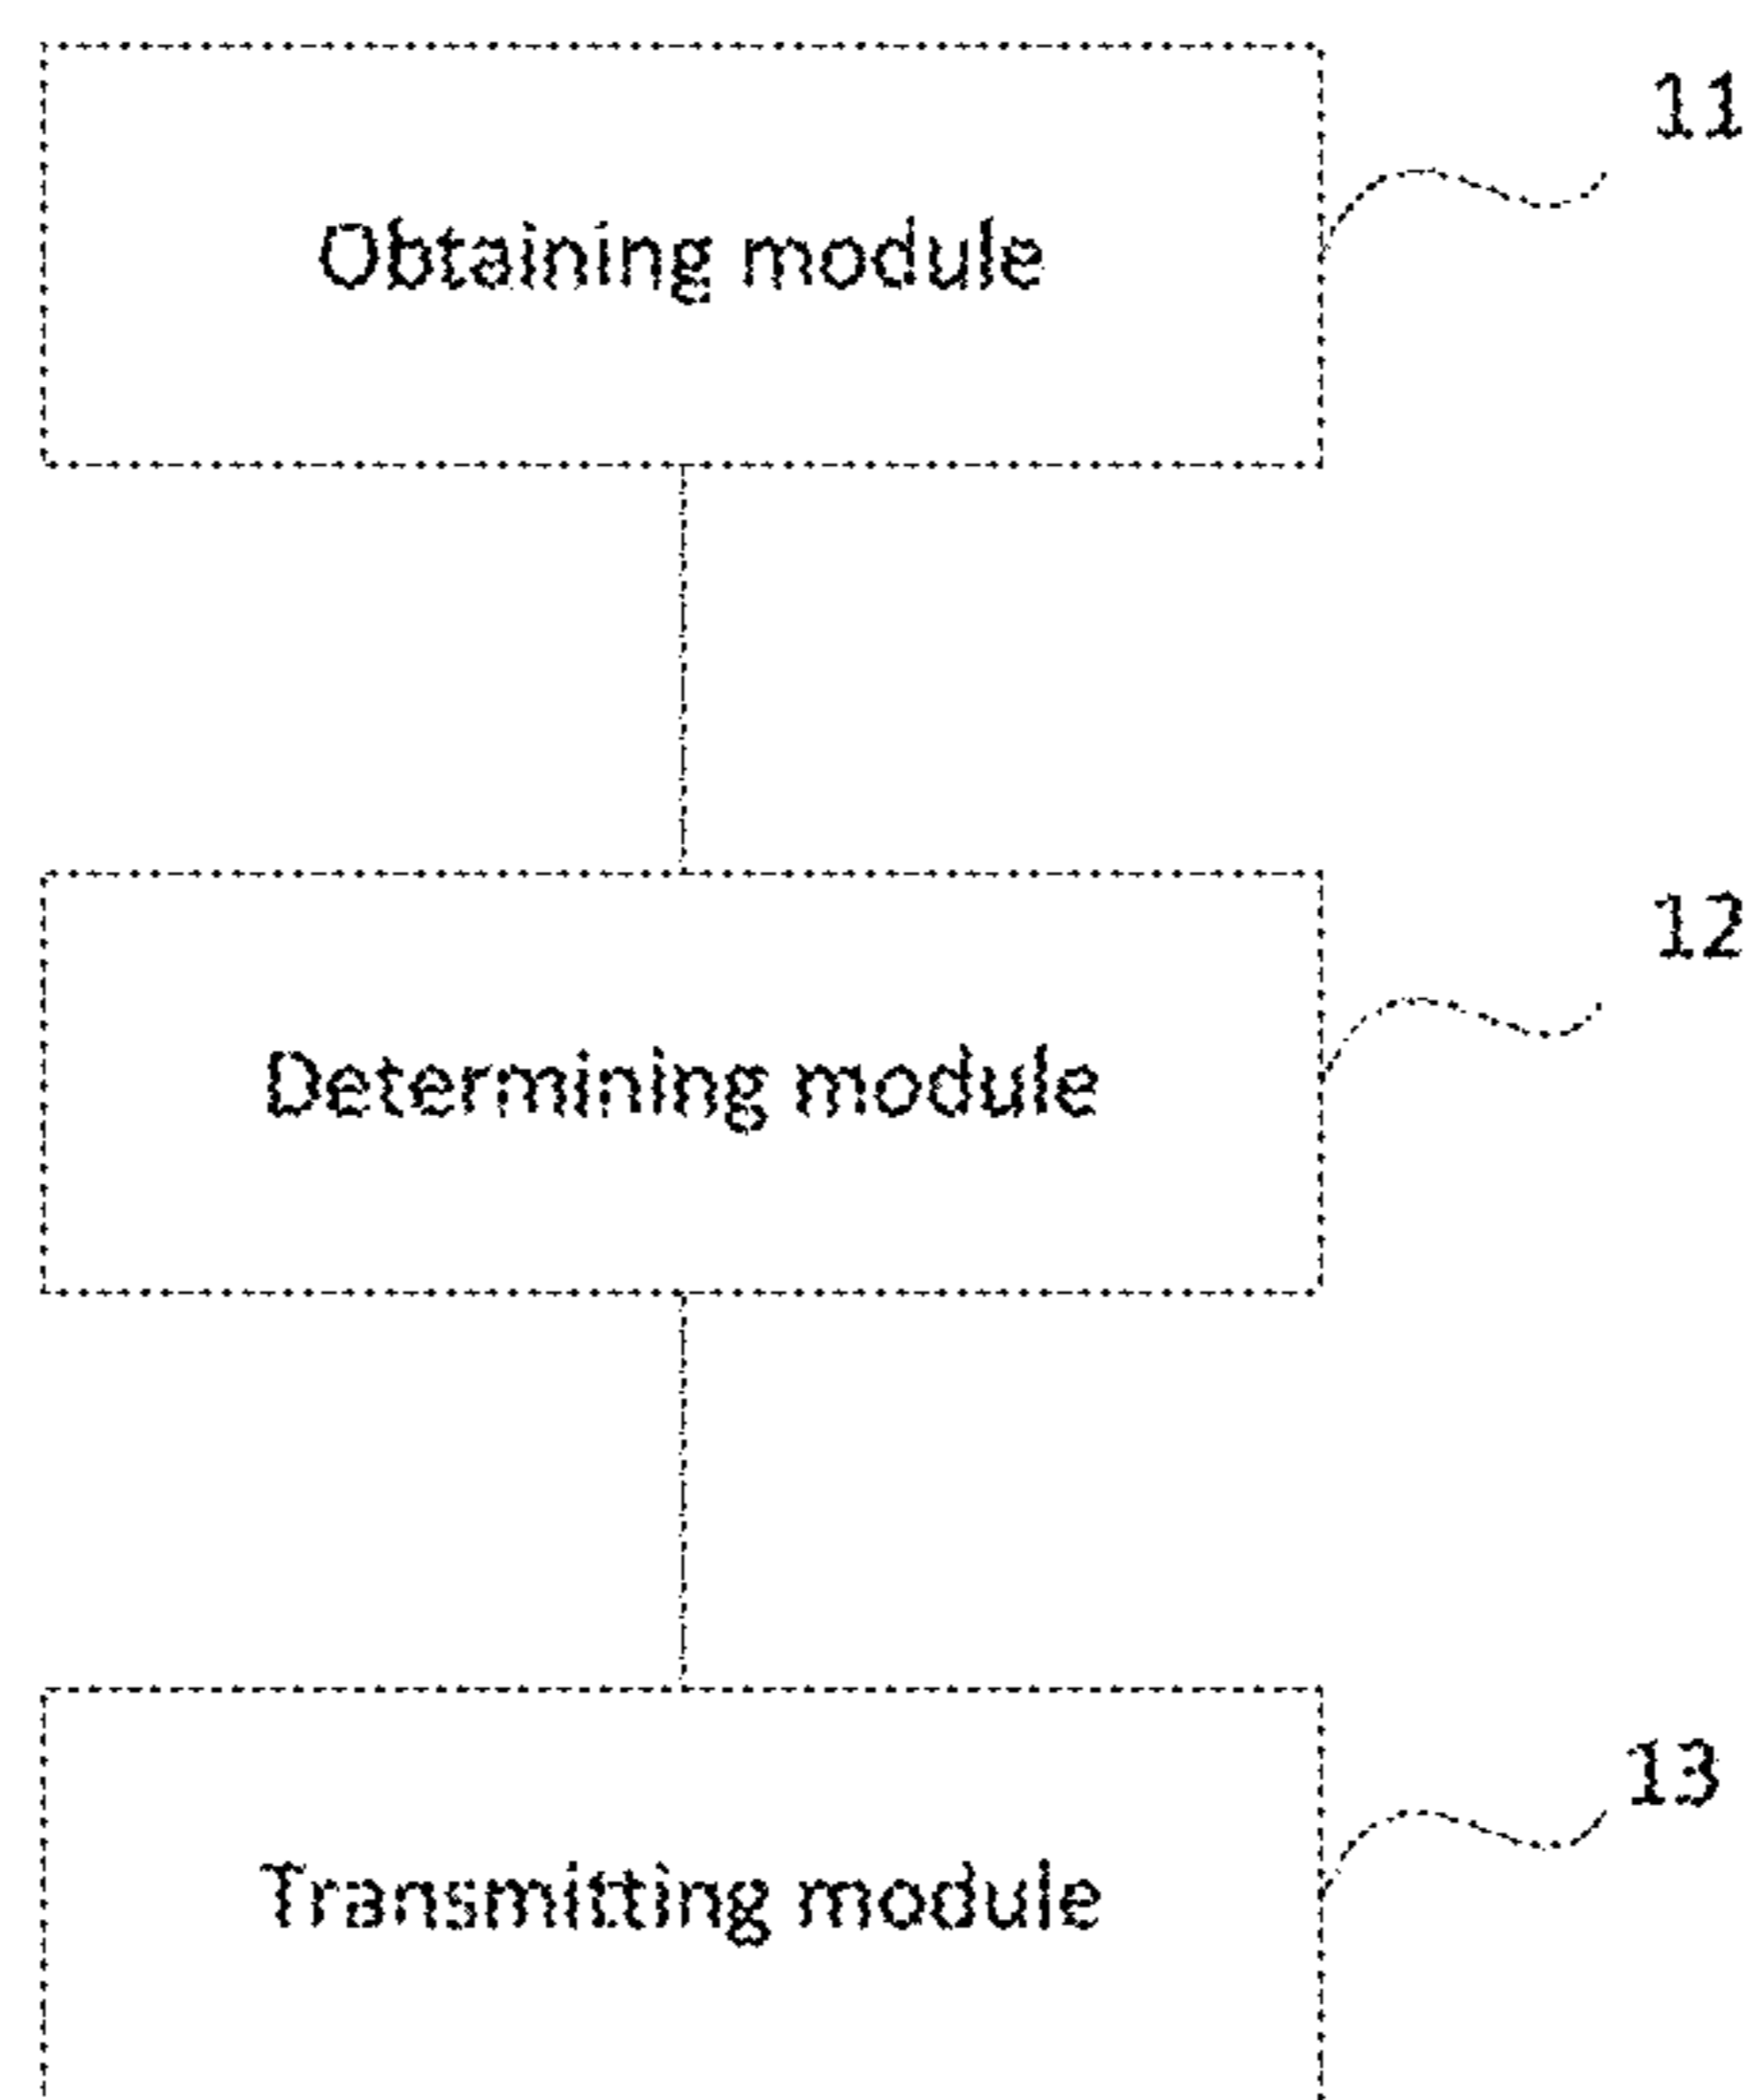 11
Obtaining module
12
Determining module
13
Transmitting module